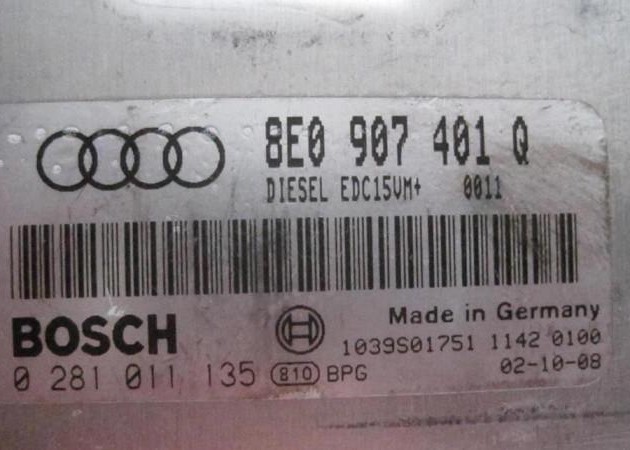 8E0 907 401 Q
DIESEL EDC15VM+ 0011
BOSCH
Made in Germany
1039S01751 1142 0100
0 281 011 135 810 BPG
02-10-08